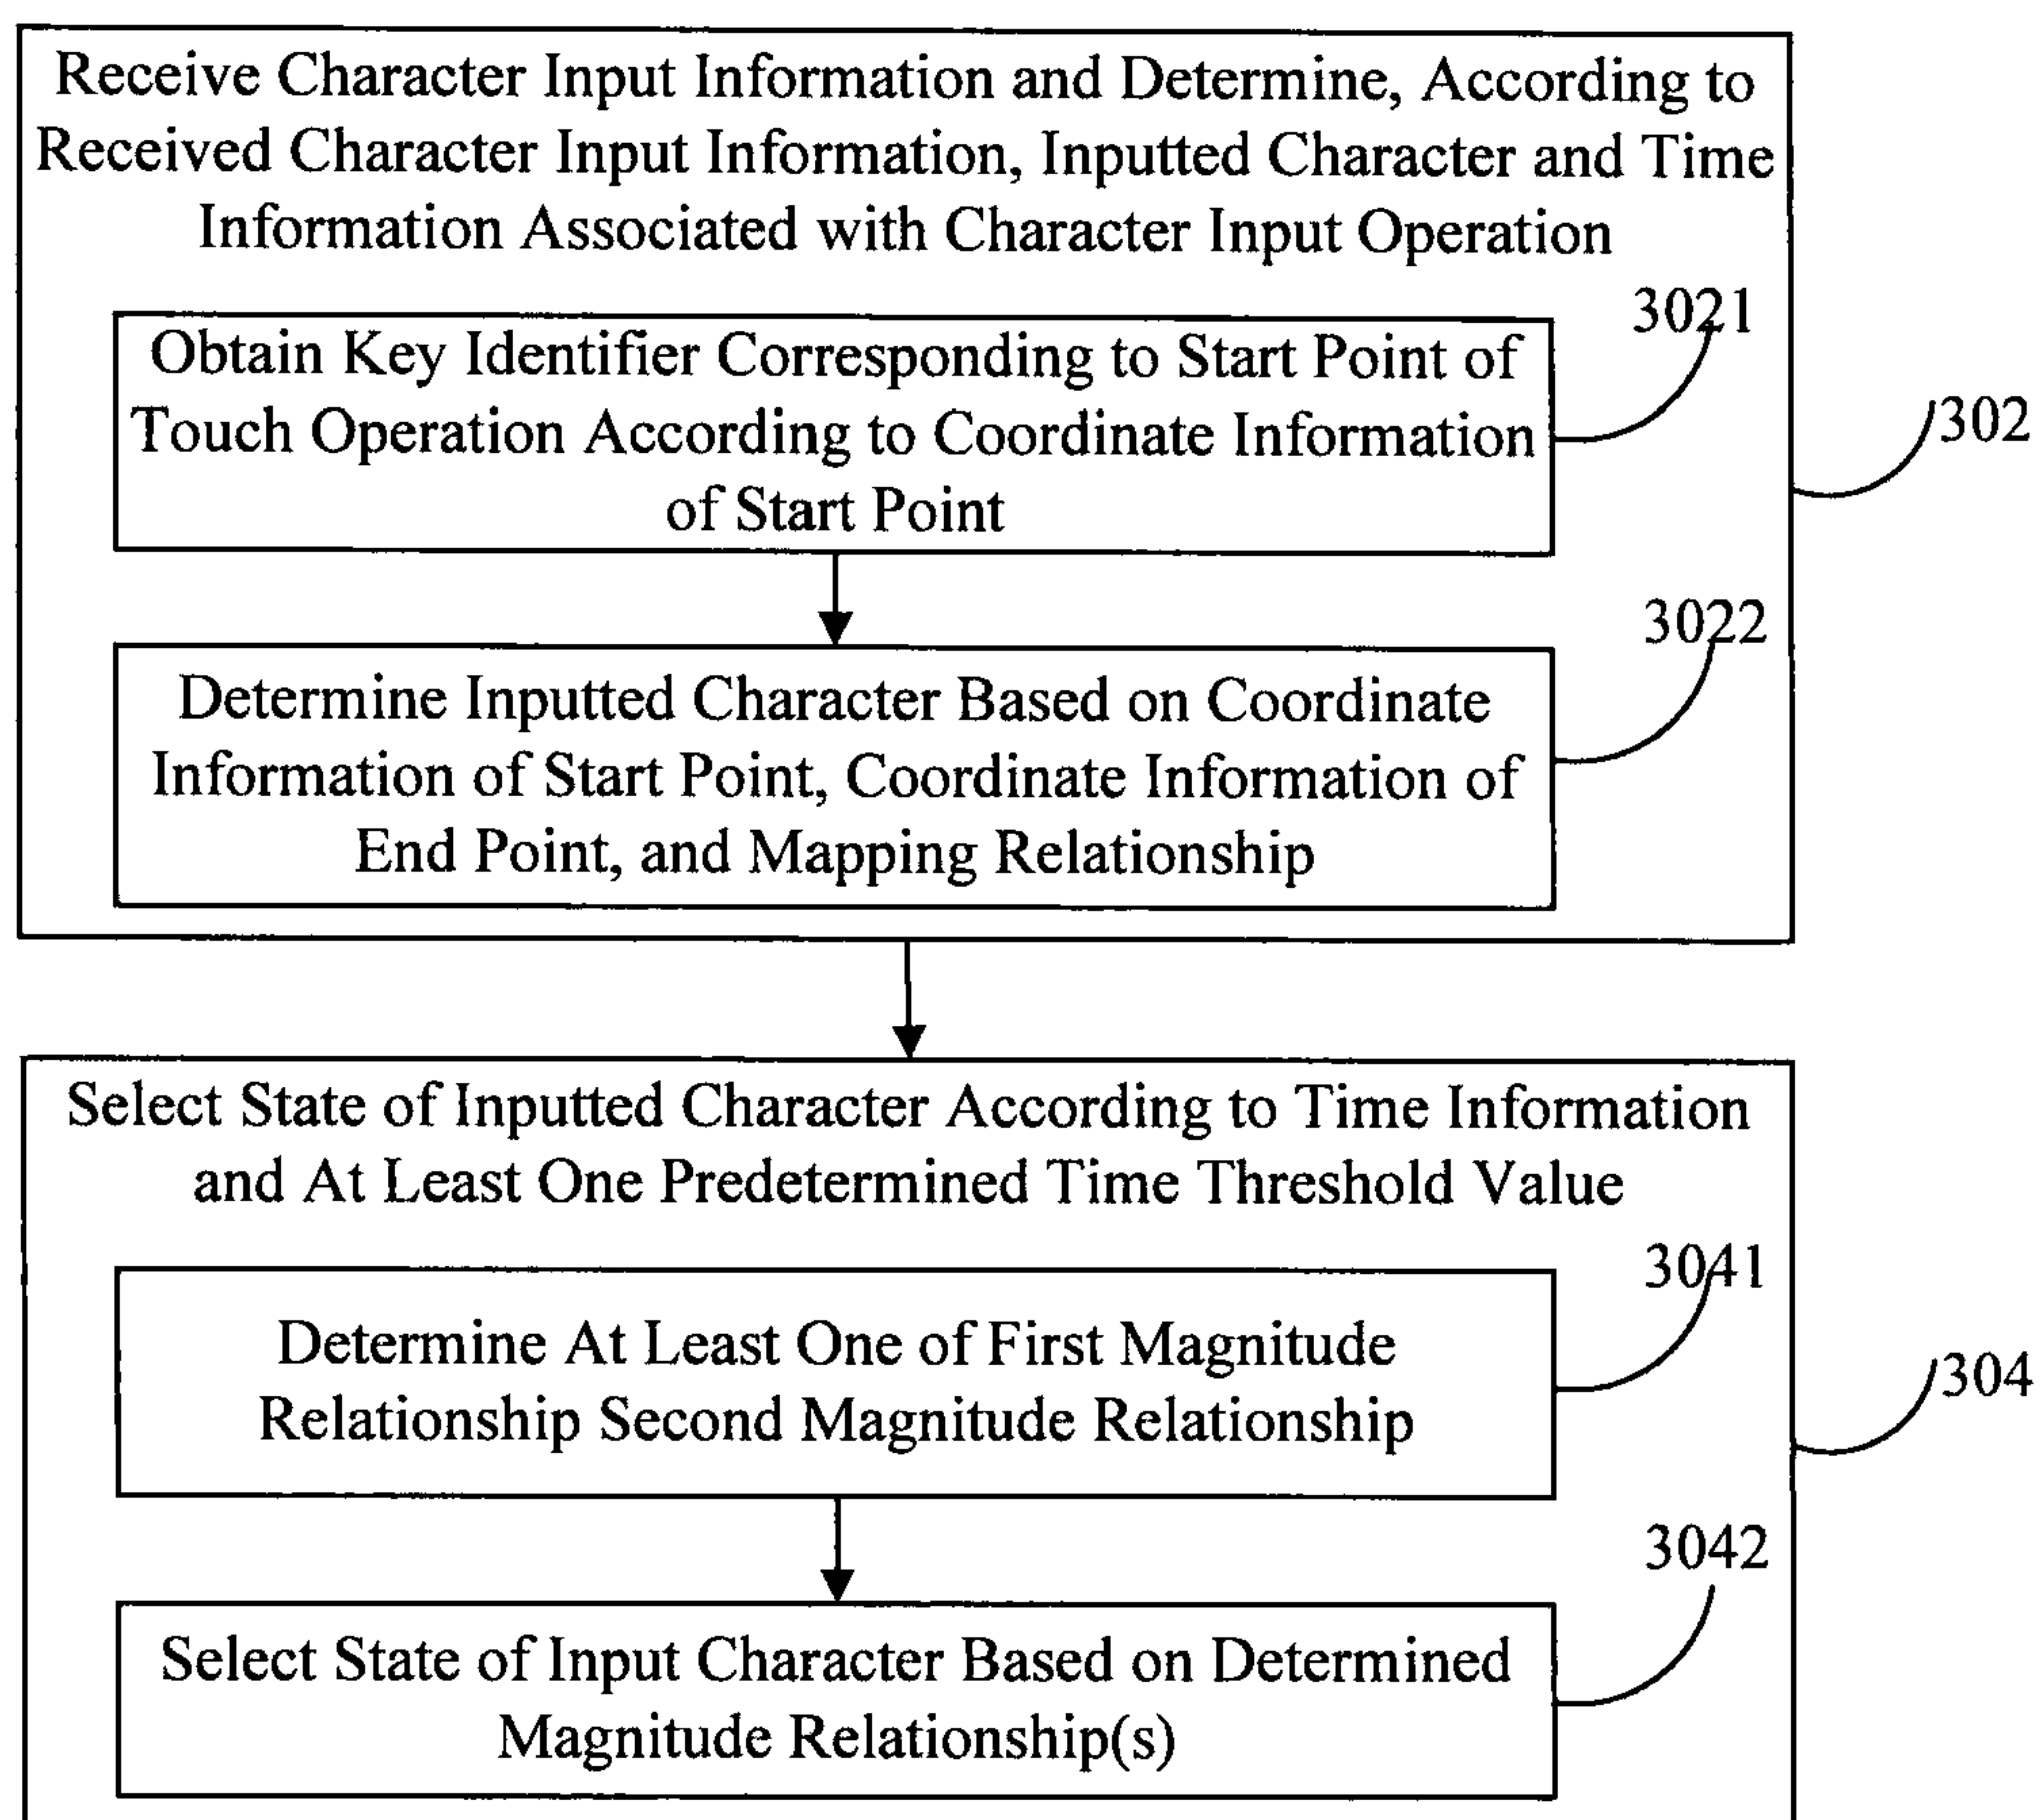 Receive Character Input Information and Determine, According to
Received Character Input Information, Inputted Character and Time
Information Associated with Character Input Operation
3021
Obtain Key Identifier Corresponding to Start Point of
Touch Operation According to Coordinate Information
of Start Point
302
3022
Determine Inputted Character Based on Coordinate
Information of Start Point, Coordinate Information of
End Point, and Mapping Relationship
Select State of Inputted Character According to Time Information
and At Least One Predetermined Time Threshold Value
3041
Determine At Least One of First Magnitude
Relationship Second Magnitude Relationship
304
3042
Select State of Input Character Based on Determined
Magnitude Relationship(s)